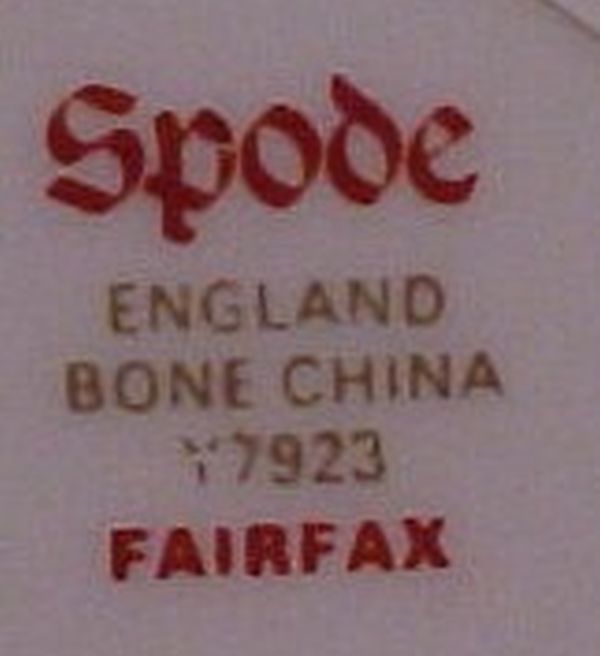 Spode
ENGLAND
BONE CHINA
Y7923
FAIRFAX